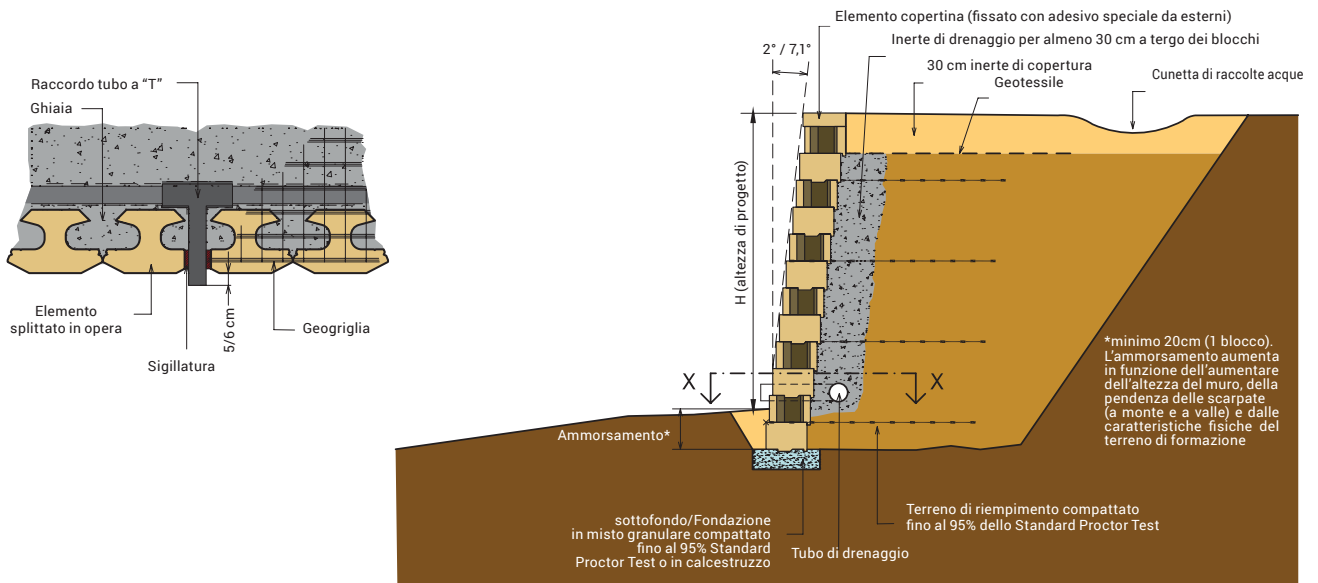 Raccordo tubo a “T”
Ghiaia
Elemento
splittato in opera
Sigillatura
5/6 cm
Geogriglia
Elemento copertina (fissato con adesivo speciale da esterni)
2° / 7,1°
Inerte di drenaggio per almeno 30 cm a tergo dei blocchi
30 cm inerte di copertura
Geotessile
Cunetta di raccolte acque
H (altezza di progetto)
X
X
Ammorsamento*
*minimo 20cm (1 blocco).
L’ammorsamento aumenta
in funzione dell’aumentare
dell’altezza del muro, della
pendenza delle scarpate
(a monte e a valle) e dalle
caratteristiche fisiche del
terreno di formazione
sottofondo/Fondazione
in misto granulare compattato
fino al 95% Standard
Proctor Test o in calcestruzzo
Tubo di drenaggio
Terreno di riempimento compattato
fino al 95% dello Standard Proctor Test